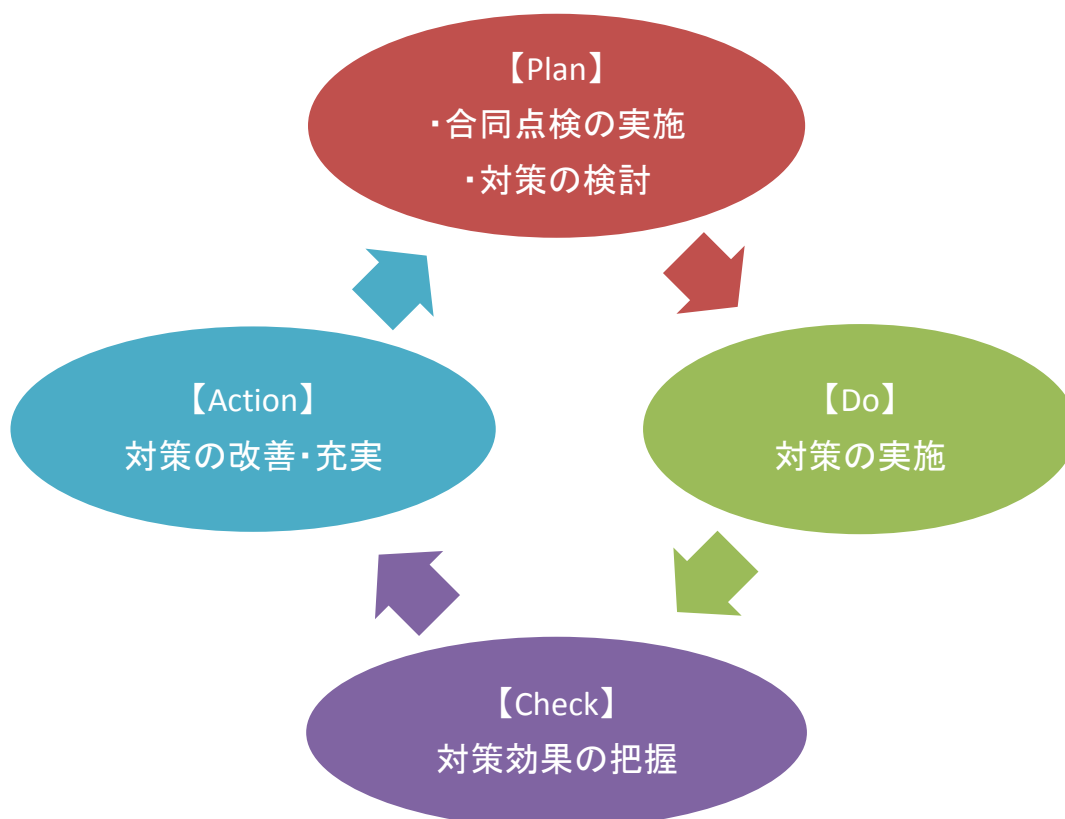 【Plan】
・合同点検の実施
・対策の検討
【Do】
対策の実施
【Check】
対策効果の把握
【Action】
対策の改善・充実